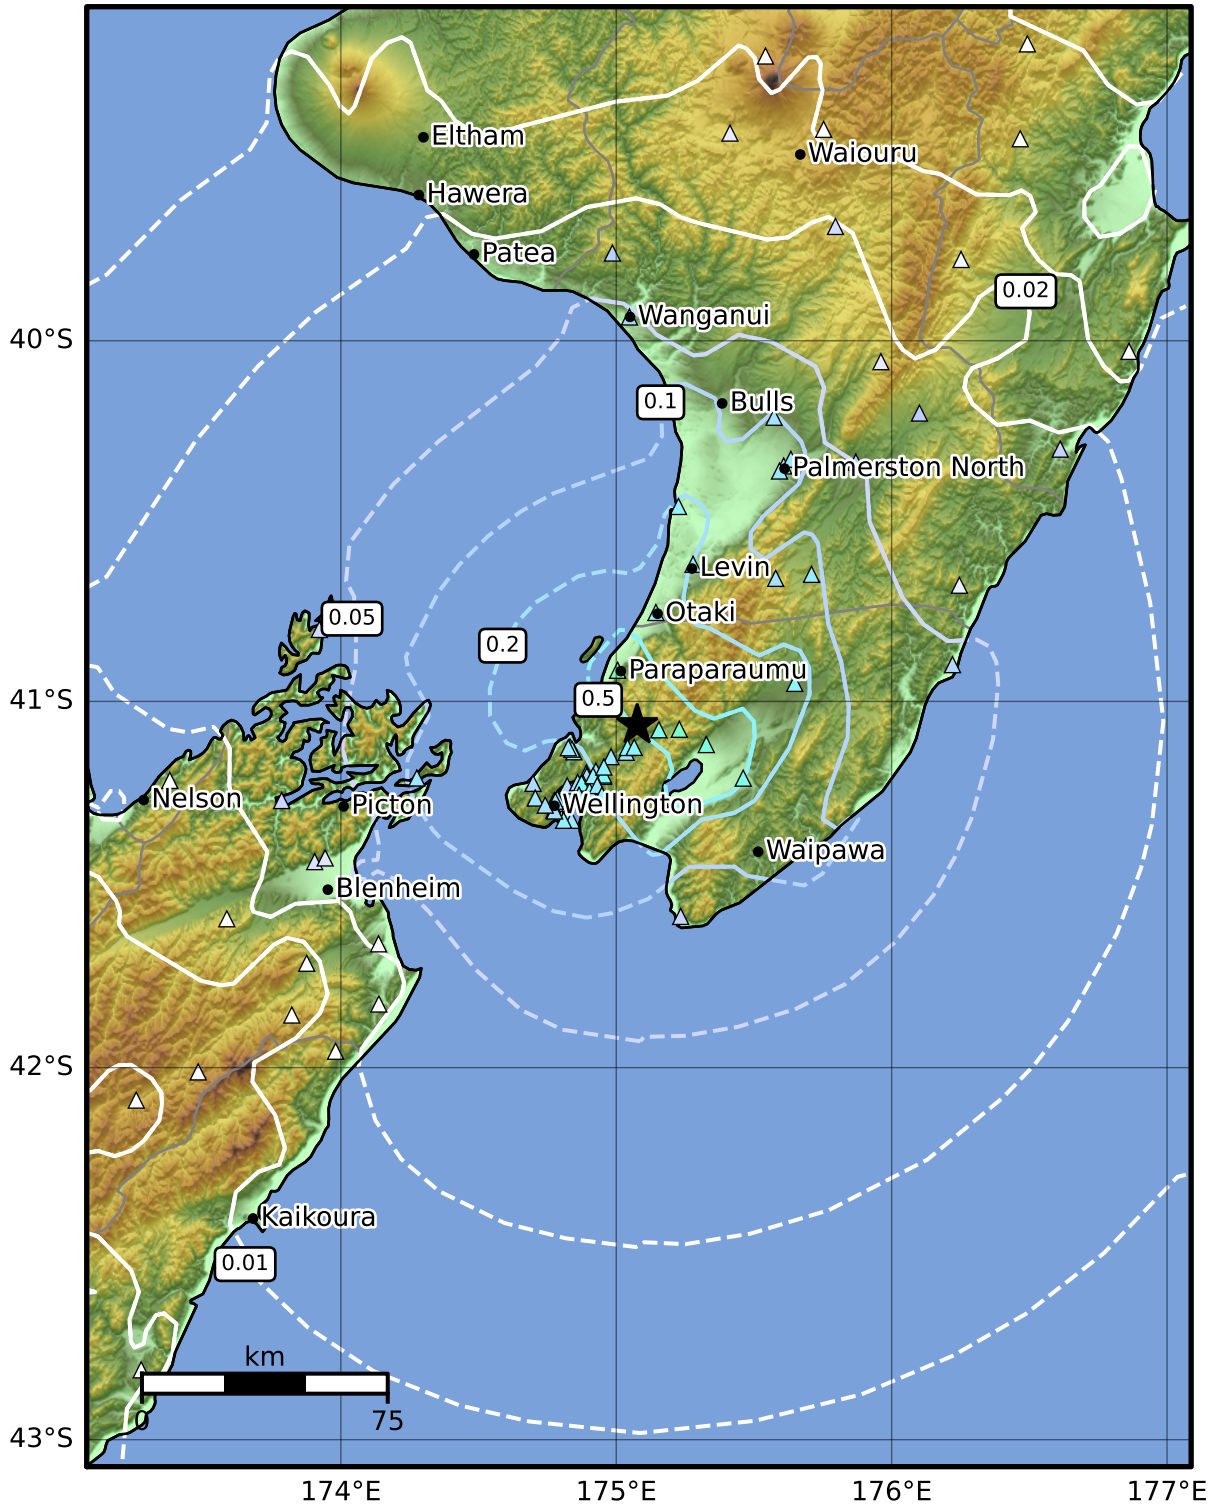 Eltham
Waiouru
Hawera
Patea
0.02
Wanganui
40°S
0.1
Bulls
Palmerston North
Levin
Otaki
0.05
0.2
Paraparaumu
41°S
0.5
Nelson
Picton
Wellington
Waipawa
Blenheim
42°S
Kaikoura
0.01
km
0
75
43°S
174°E
175°E
176°E
177°E